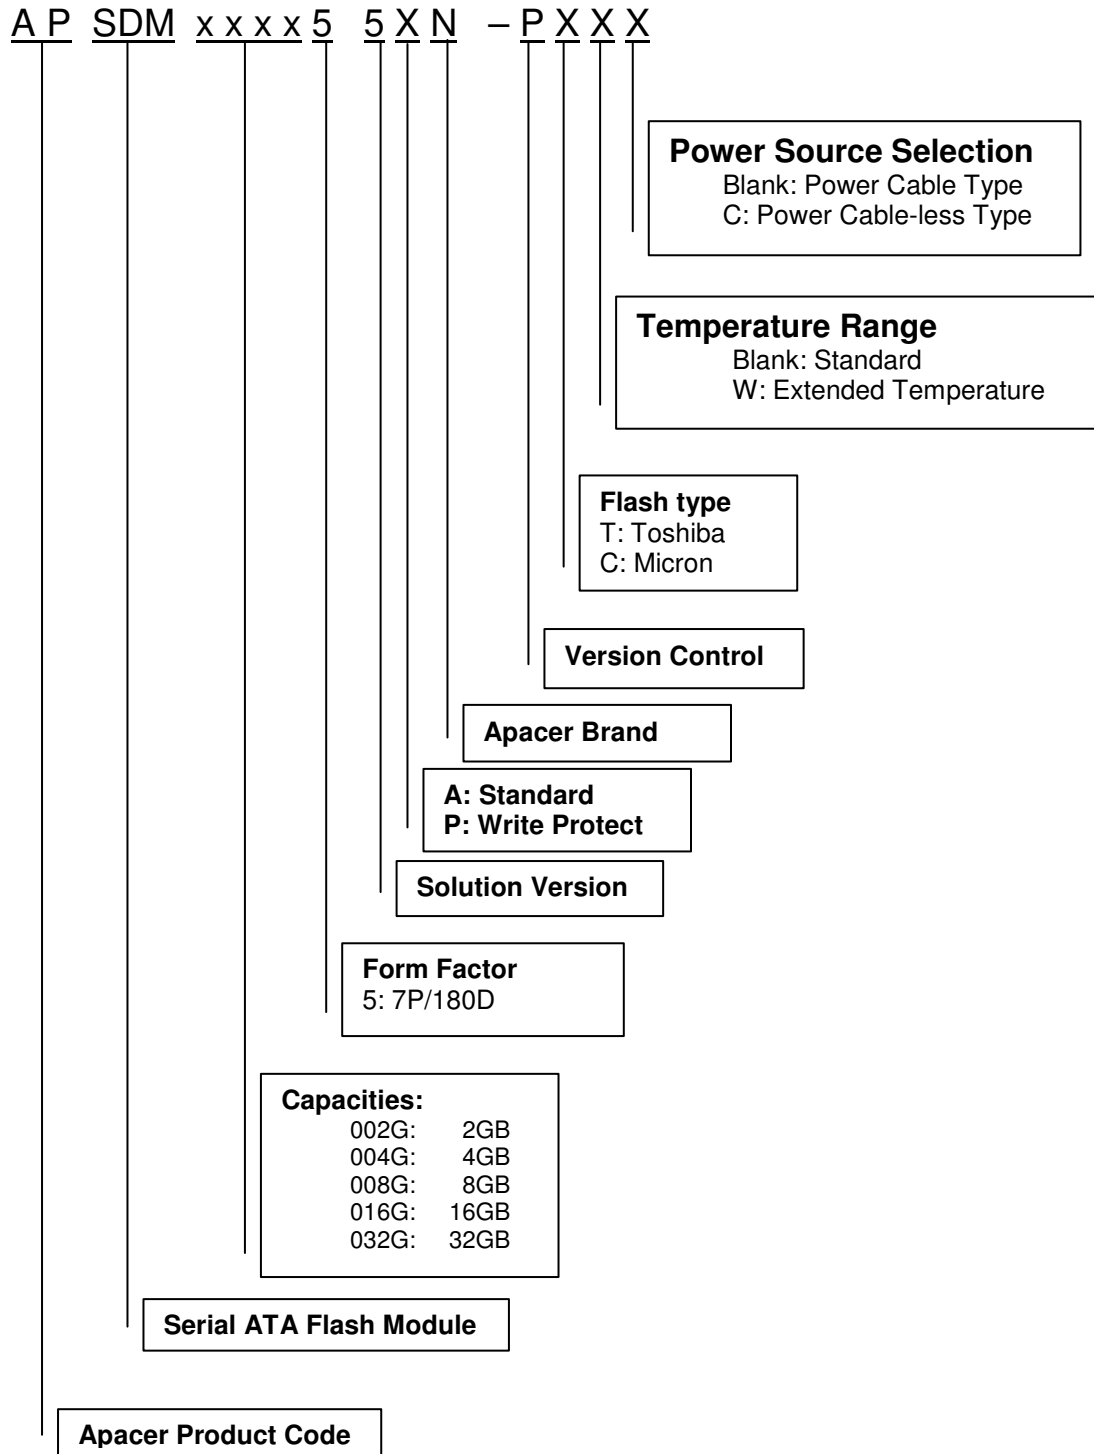 A P SDM x x x x 5 5 X N – P X X X
Power Source Selection
Blank: Power Cable Type
C: Power Cable-less Type
Temperature Range
Blank: Standard
W: Extended Temperature
Flash type
T: Toshiba
C: Micron
Version Control
Apacer Brand
A: Standard
P: Write Protect
Solution Version
Form Factor
5: 7P/180D
Capacities:
002G: 2GB
004G: 4GB
008G: 8GB
016G: 16GB
032G: 32GB
Serial ATA Flash Module
Apacer Product Code